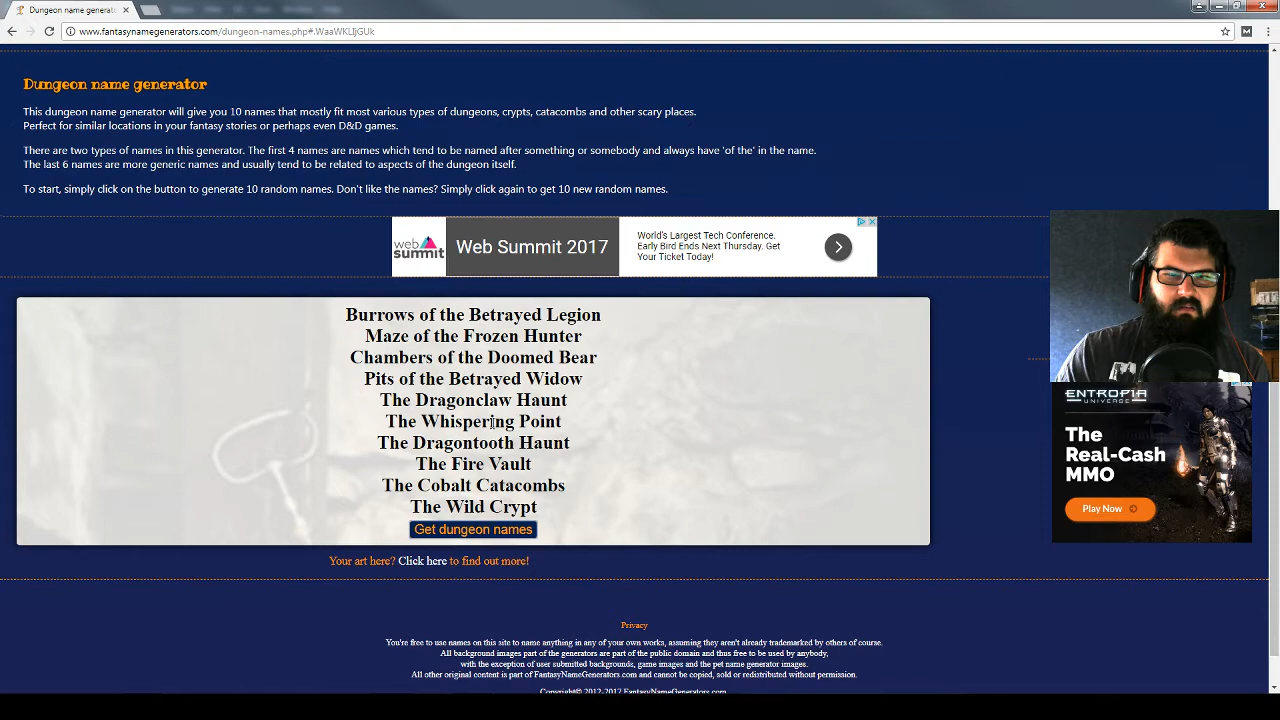 Dungeon name generato
www.fantasynamegenerators.com/dungeon-names.php#.WaaWKLIjGUk
Dungeon name generator
This dungeon name generator will give you 10 names that mostly fit most various types of dungeons, crypts, catacombs and other scary places.
Perfect for similar locations in your fantasy stories or perhaps even D&D games.
There are two types of names in this generator. The first 4 names are names which tend to be named after something or somebody and always have 'of the' in the name.
The last 6 names are more generic names and usually tend to be related to aspects of the dungeon itself.
To start, simply click on the button to generate 10 random names. Don't like the names? Simply click again to get 10 new random names.
web summit
Web Summit 2017
World's Largest Tech Conference.
Early Bird Ends Next Thursday. Get
Your Ticket Today!
Burrows of the Betrayed Legion
Maze of the Frozen Hunter
Chambers of the Doomed Bear
Pits of the Betrayed Widow
The Dragonclaw Haunt
The Whispering Point
The Dragontooth Haunt
The Fire Vault
The Cobalt Catacombs
The Wild Crypt
Get dungeon names
Your art here? Click here to find out more!
ENTROPIA
UNIVERSE
The
Real-Cash
MMO
Play Now
Privacy
You're free to use names on this site to name anything in any of your own works, assuming they aren't already trademarked by others of course.
All background images part of the generators are part of the public domain and thus free to be used by anybody,
with the exception of user submitted backgrounds, game images and the pet name generator images.
All other original content is part of FantasyNameGenerators.com and cannot be copied, sold or redistributed without permission.
Copyright© 2012-2017 FantasyNameGenerators.com